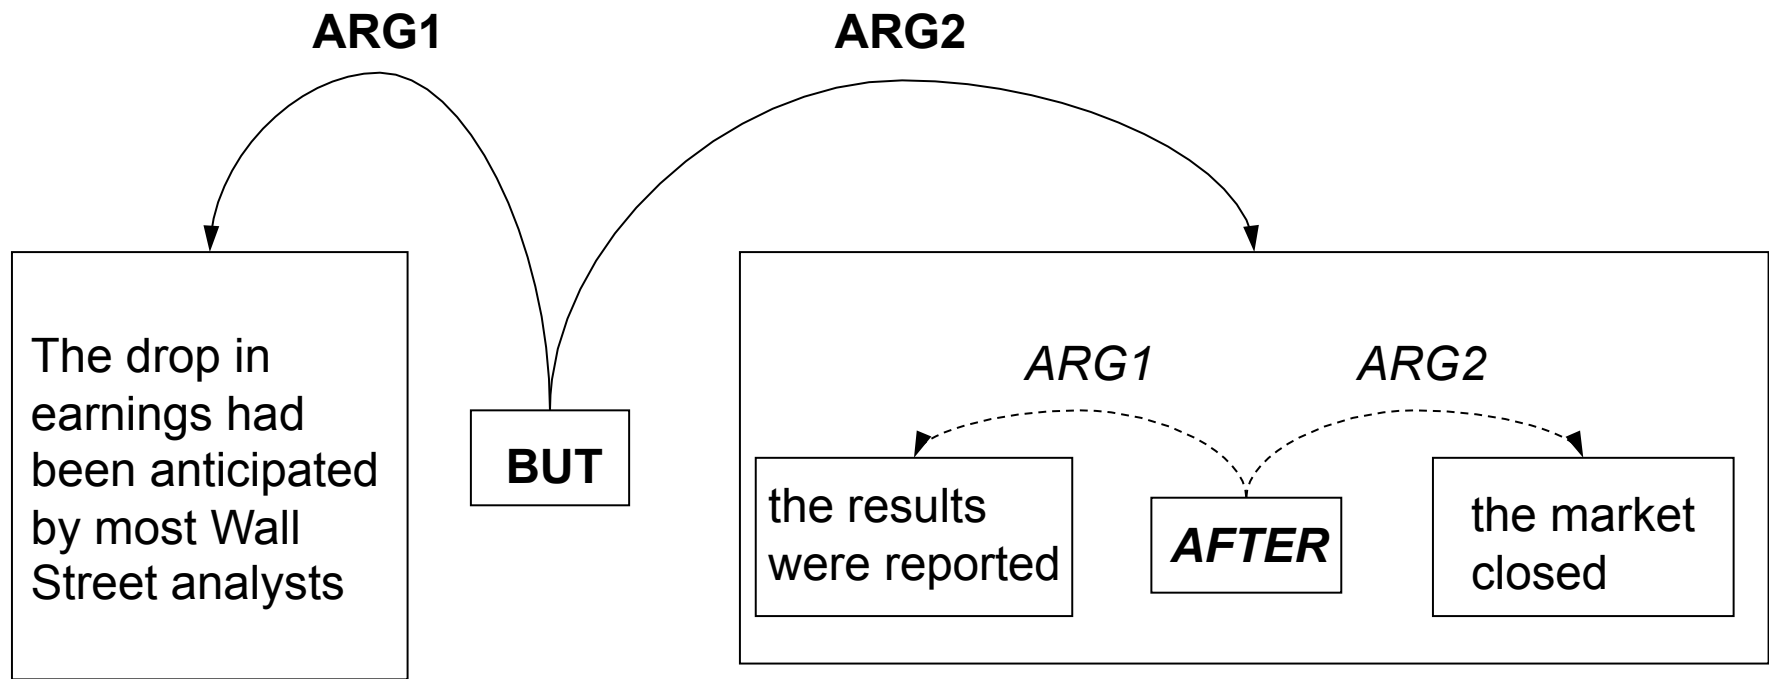 ARG1
ARG2
The drop in
earnings had
been anticipated
by most Wall
Street analysts
BUT
ARG1
ARG2
the results
were reported
AFTER
the market
closed